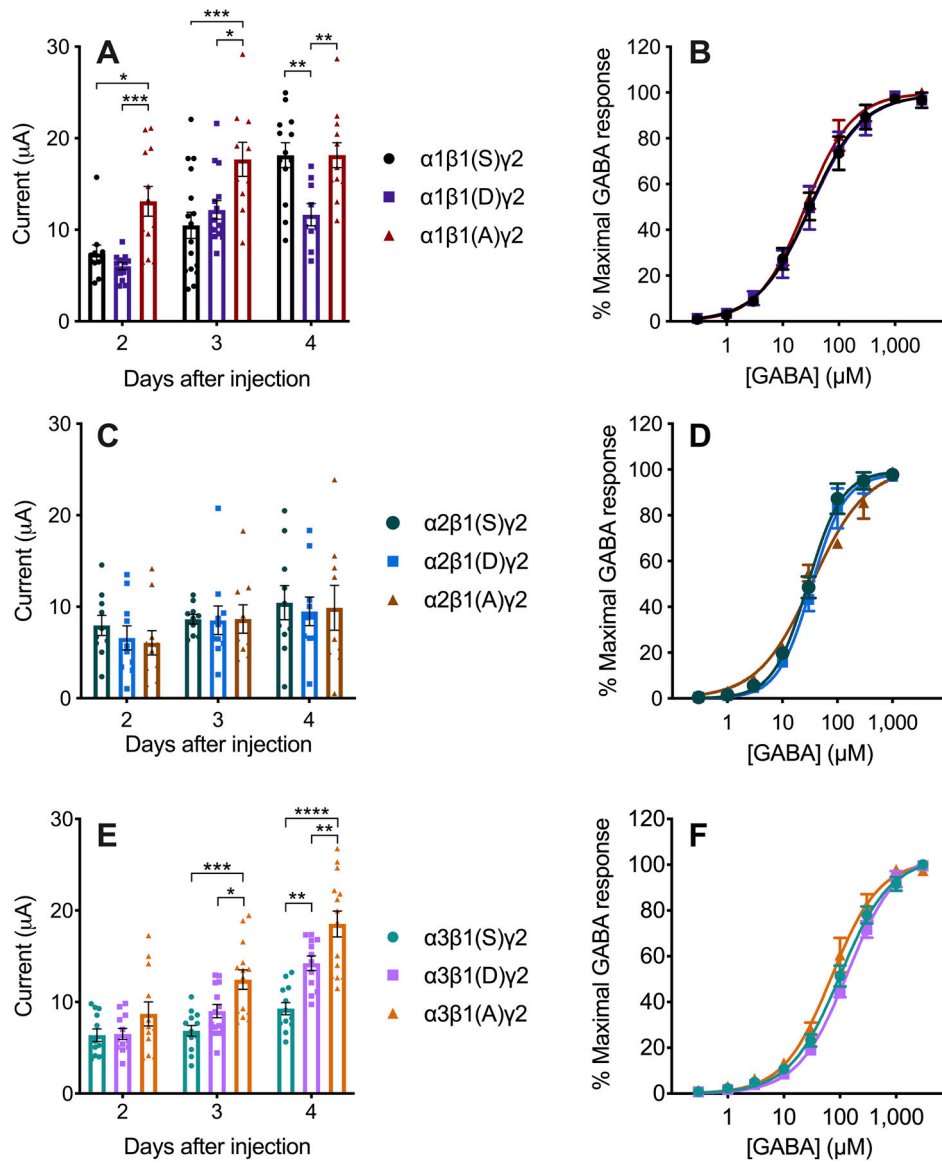 A
B
Current (μA)
30
20
10
0
*
***
***
*
**
**
2
3
4
Days after injection
α1β1(S)γ2
α1β1(D)γ2
α1β1(A)γ2
% Maximal GABA response
120
100
80
60
40
20
0
1
10
100
1,000
[GABA] (μM)
C
D
Current (μA)
30
20
10
0
2
3
4
Days after injection
α2β1(S)γ2
α2β1(D)γ2
α2β1(A)γ2
% Maximal GABA response
120
100
80
60
40
20
0
1
10
100
1,000
[GABA] (μM)
E
F
Current (μA)
30
20
10
0
***
*
****
**
**
2
3
4
Days after injection
α3β1(S)γ2
α3β1(D)γ2
α3β1(A)γ2
% Maximal GABA response
120
100
80
60
40
20
0
1
10
100
1,000
[GABA] (μM)